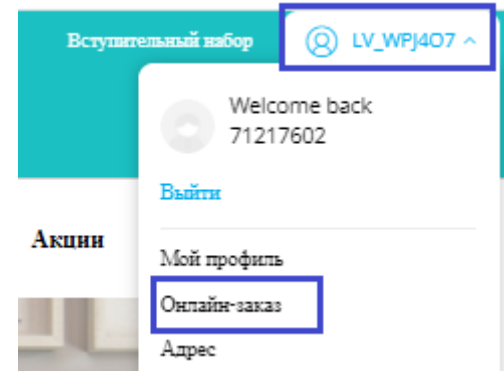 Вступительный набор
LV_WPJ4O7
Welcome back
71217602
Выйти
Акции
Мой профиль
Онлайн-заказ
Адрес